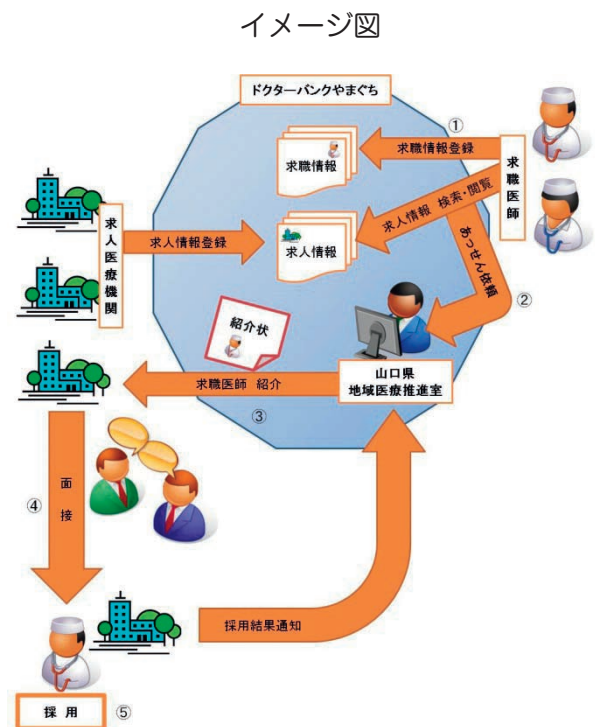 イメージ図
ドクターバンクやまぐち
①
求職情報登録
求職情報
求職医師
求人情報 検索・閲覧
求人医療機関
求人情報登録
求人情報
あっせん依頼
②
紹介状
山口県
地域医療推進室
求職医師 紹介
③
④
面接
採用結果通知
採用
⑤